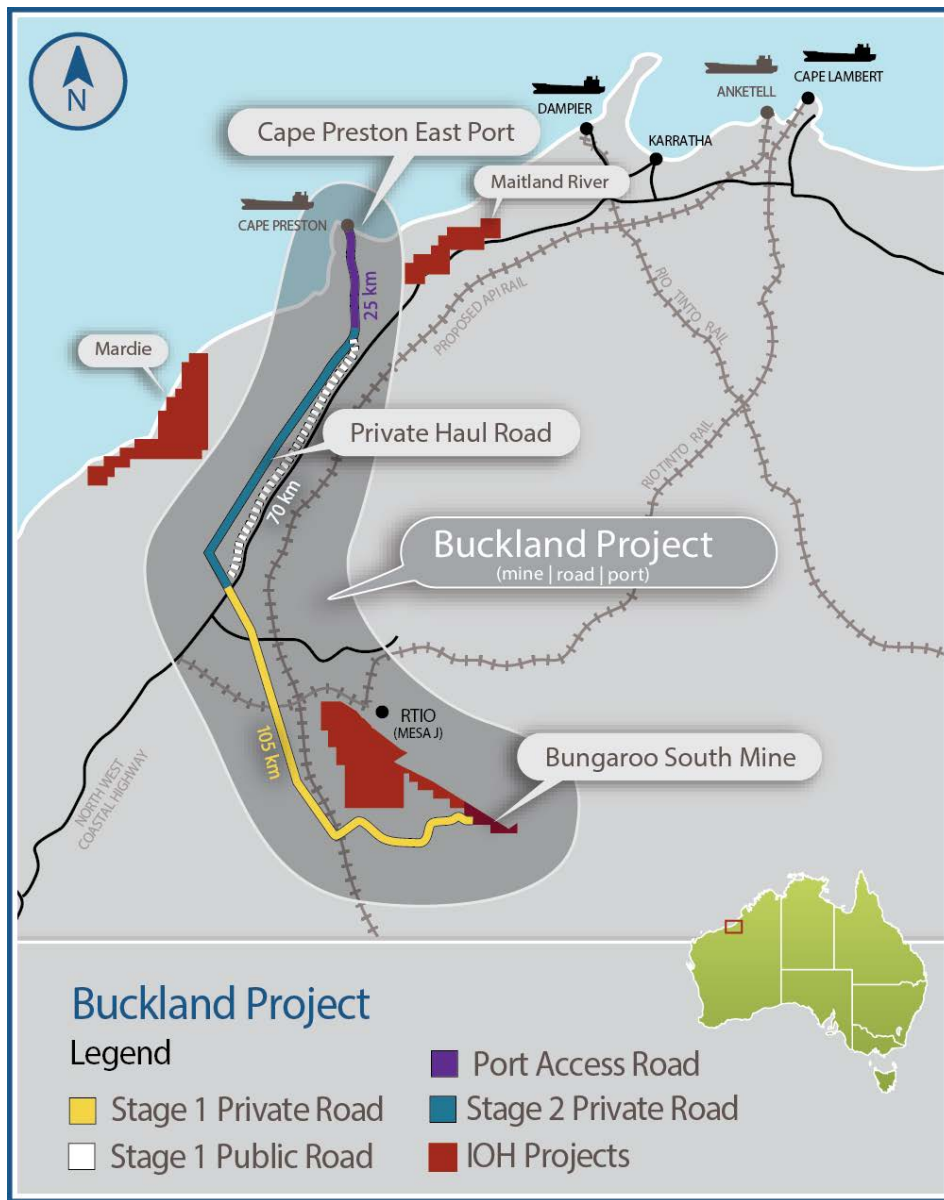 N
DAMPIER
ANKETELL
CAPE LAMBERT
KARRATHA
Cape Preston East Port
Maitland River
CAPE PRESTON
25 km
PROPOSED API RAIL
RIO TINTO RAIL
Mardie
Private Haul Road
RIO TINTO RAIL
70 km
Buckland Project
(mine | road | port)
RTIO
(MESA J)
105 km
Bungaroo South Mine
NORTH WEST
COASTAL HIGHWAY
Buckland Project
Legend
Port Access Road
Stage 1 Private Road
Stage 2 Private Road
Stage 1 Public Road
IOH Projects